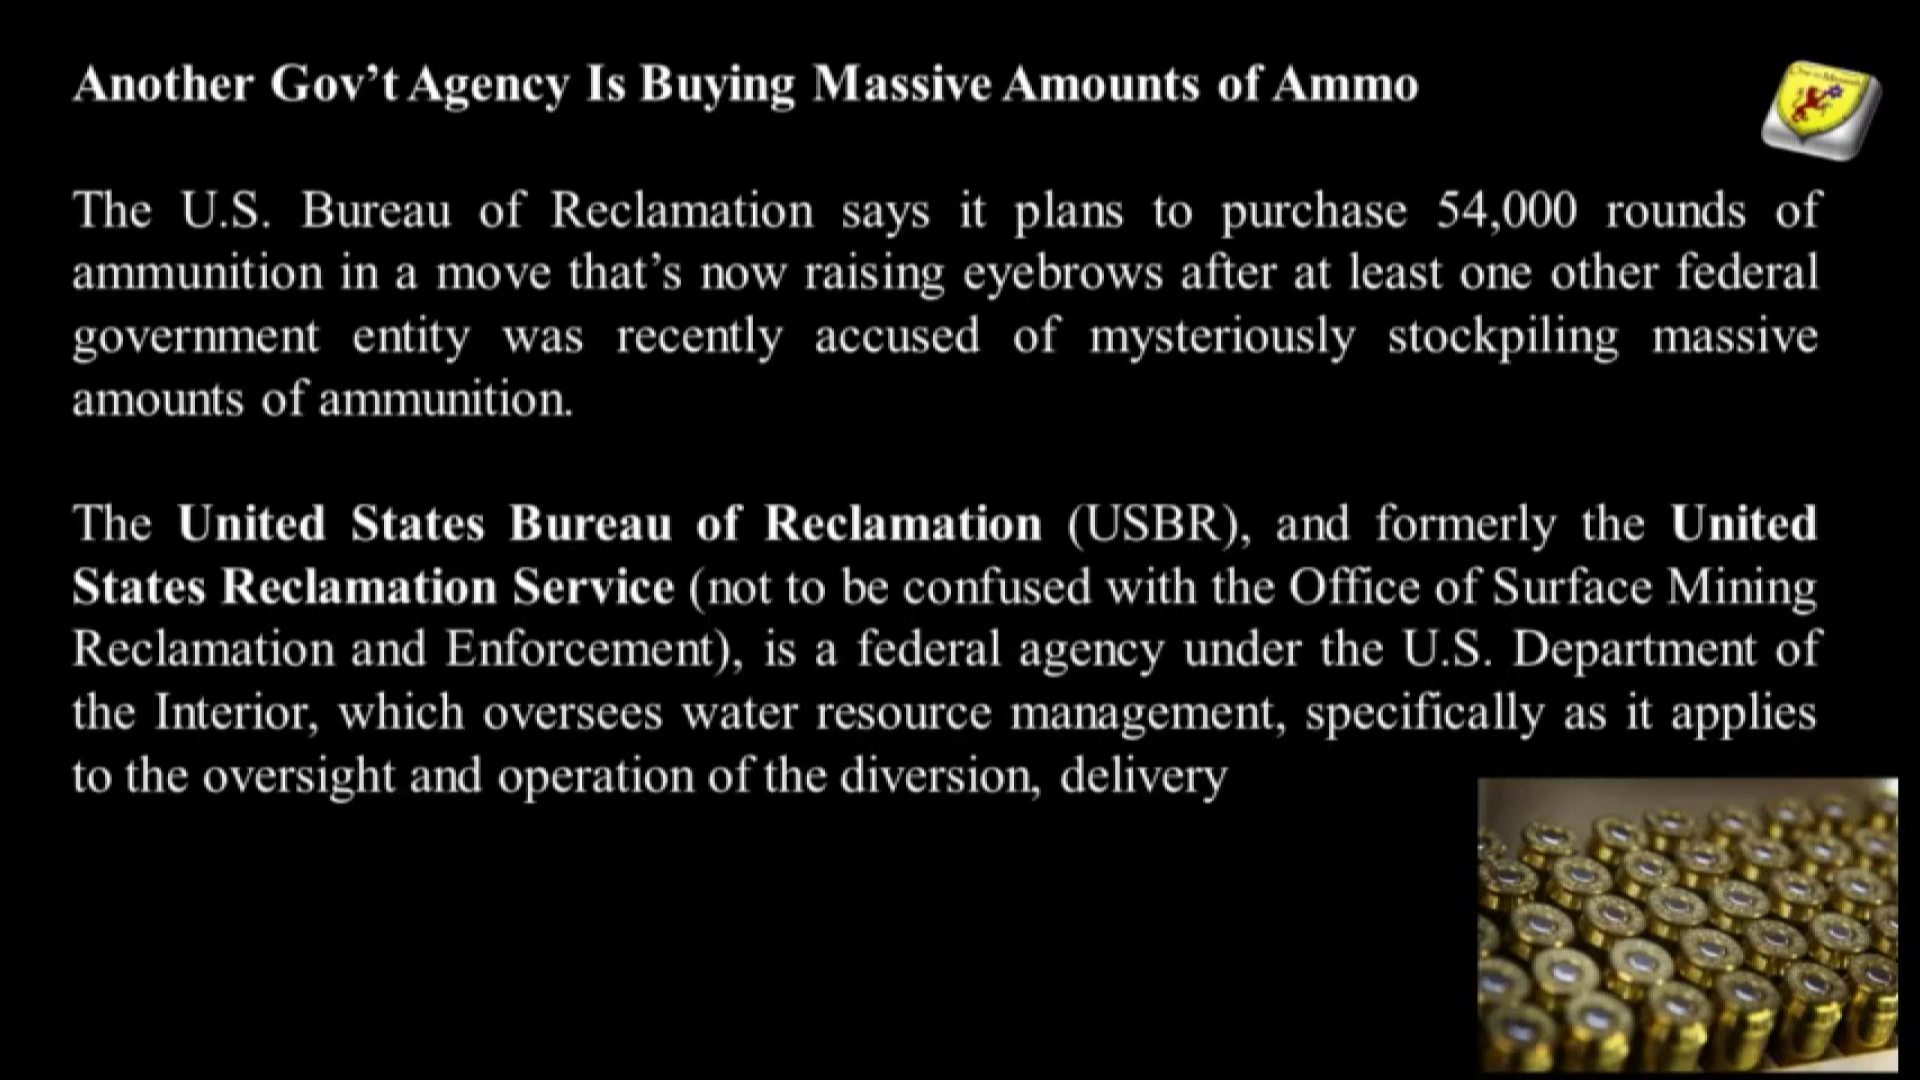 Another Gov’t Agency Is Buying Massive Amounts of Ammo
The U.S. Bureau of Reclamation says it plans to purchase 54,000 rounds of
ammunition in a move that’s now raising eyebrows after at least one other federal
government entity was recently accused of mysteriously stockpiling massive
amounts of ammunition.
The United States Bureau of Reclamation (USBR), and formerly the United
States Reclamation Service (not to be confused with the Office of Surface Mining
Reclamation and Enforcement), is a federal agency under the U.S. Department of
the Interior, which oversees water resource management, specifically as it applies
to the oversight and operation of the diversion, delivery